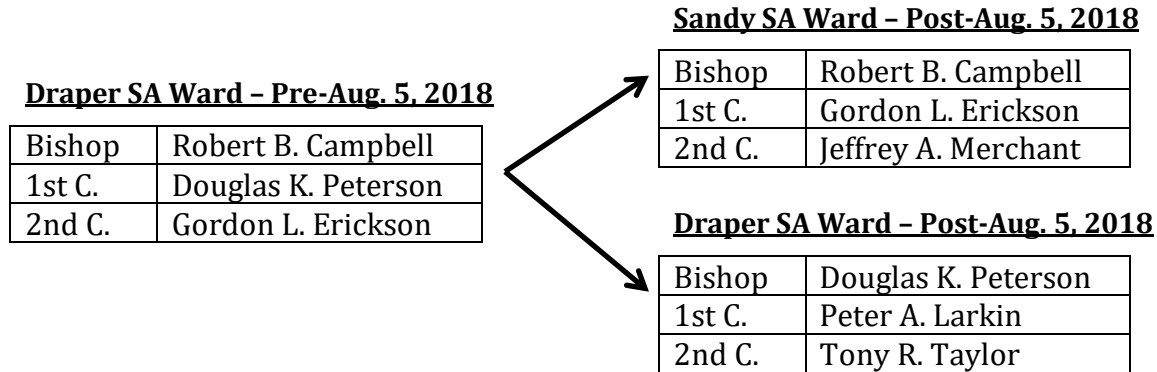 Draper SA Ward – Pre-Aug. 5, 2018
Bishop Robert B. Campbell
1st C. Douglas K. Peterson
2nd C. Gordon L. Erickson
Sandy SA Ward – Post-Aug. 5, 2018
Bishop Robert B. Campbell
1st C. Gordon L. Erickson
2nd C. Jeffrey A. Merchant
Draper SA Ward – Post-Aug. 5, 2018
Bishop Douglas K. Peterson
1st C. Peter A. Larkin
2nd C. Tony R. Taylor